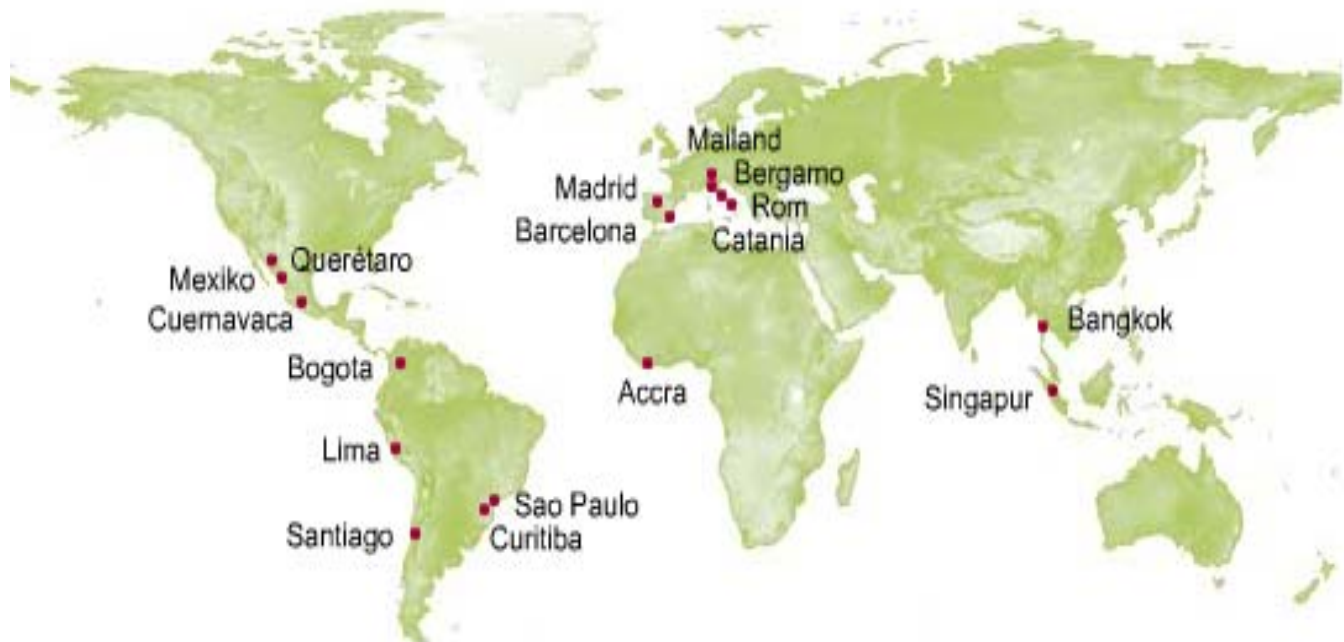 Mailand
Bergamo
Madrid
Rom
Barcelona
Catania
Querétaro
Mexiko
Cuernavaca
Bangkok
Bogota
Accra
Singapur
Lima
Sao Paulo
Santiago
Curitiba